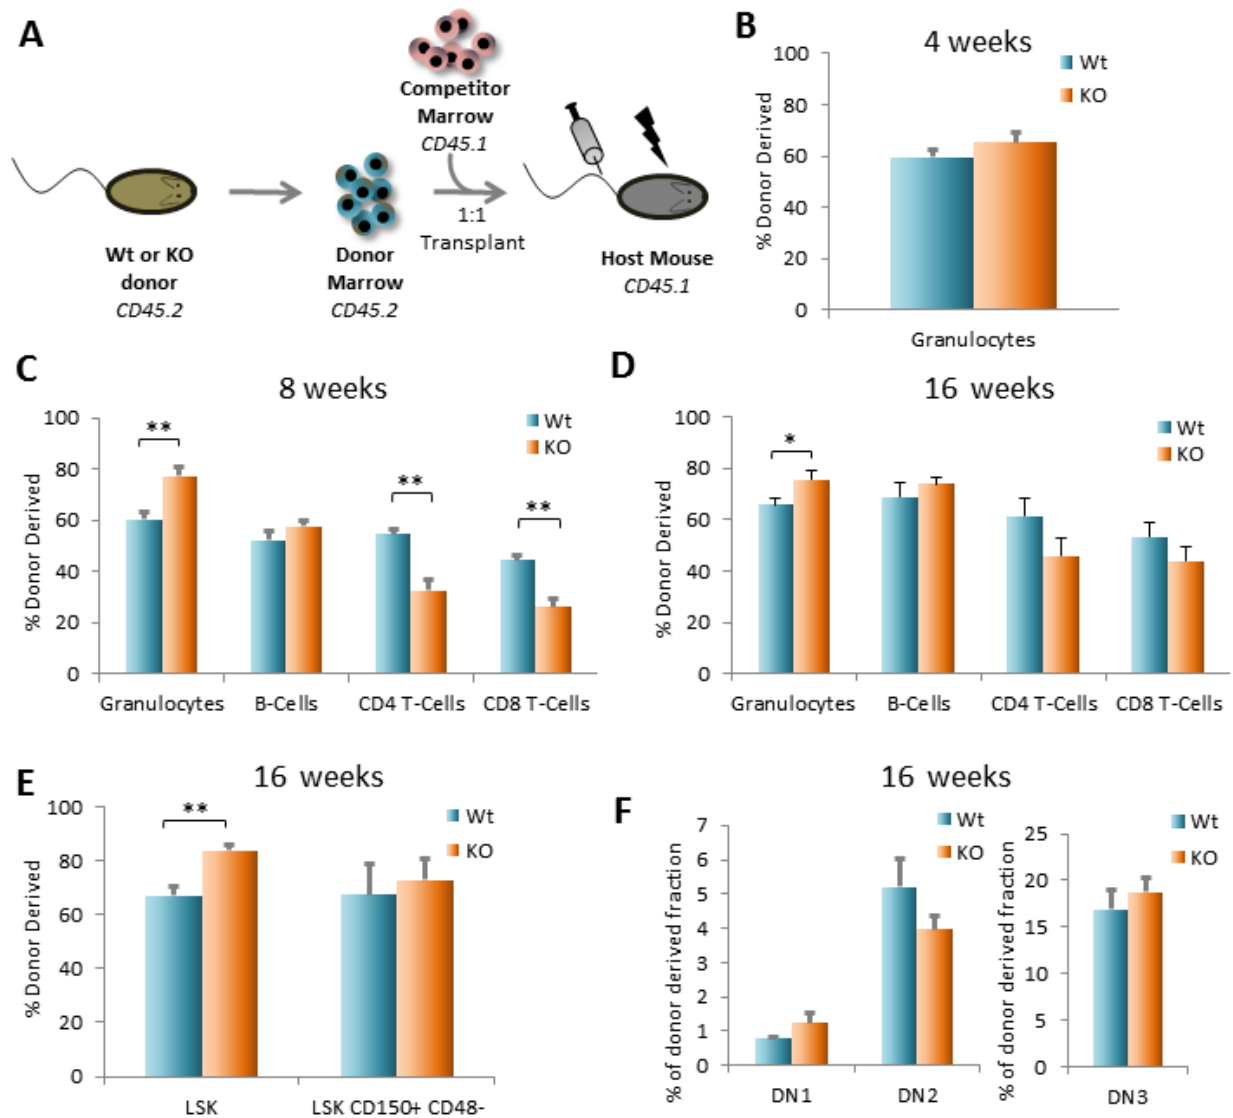 A
Competitor
Marrow
CD45.1
1:1
Transplant
Wt or KO
donor
CD45.2
Donor
Marrow
CD45.2
Host Mouse
CD45.1
B
4 weeks
Wt
KO
% Donor Derived
100
80
60
40
20
0
Granulocytes
C
8 weeks
Wt
KO
% Donor Derived
100
80
60
40
20
0
**
**
**
Granulocytes B-Cells CD4 T-Cells CD8 T-Cells
D
16 weeks
Wt
KO
% Donor Derived
100
80
60
40
20
0
*
Granulocytes B-Cells CD4 T-Cells CD8 T-Cells
E
16 weeks
Wt
KO
% Donor Derived
100
80
60
40
20
0
**
LSK LSK CD150+ CD48-
F
16 weeks
Wt
KO
% of donor derived fraction
7
6
5
4
3
2
1
0
DN1 DN2
Wt
KO
% of donor derived fraction
25
20
15
10
5
0
DN3